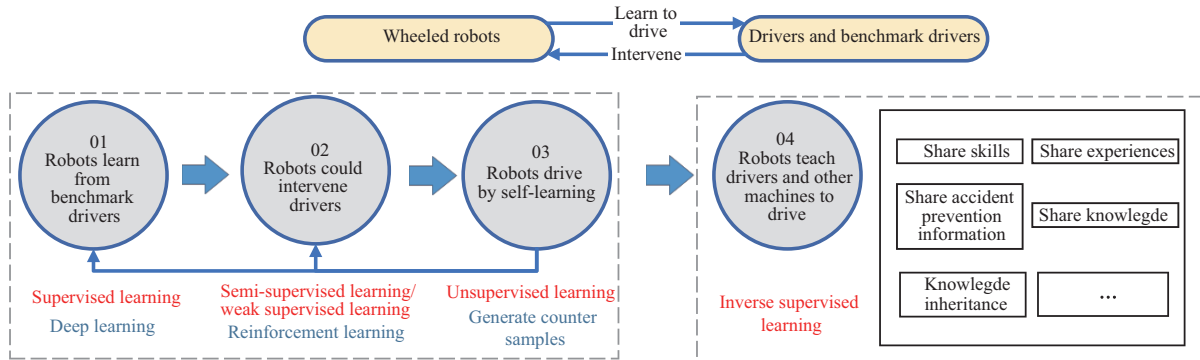 Wheeled robots
Learn to
drive
Intervene
Drivers and benchmark drivers
01
Robots learn
from
benchmark
drivers
02
Robots could
intervene
drivers
03
Robots drive
by self-learning
04
Robots teach
drivers and other
machines to
drive
Supervised learning
Deep learning
Semi-supervised learning/
weak supervised learning
Reinforcement learning
Unsupervised learning
Generate counter
samples
Inverse supervised
learning
Share skills
Share experiences
Share accident
prevention
information
Share knowlegde
Knowlegde
inheritance
...